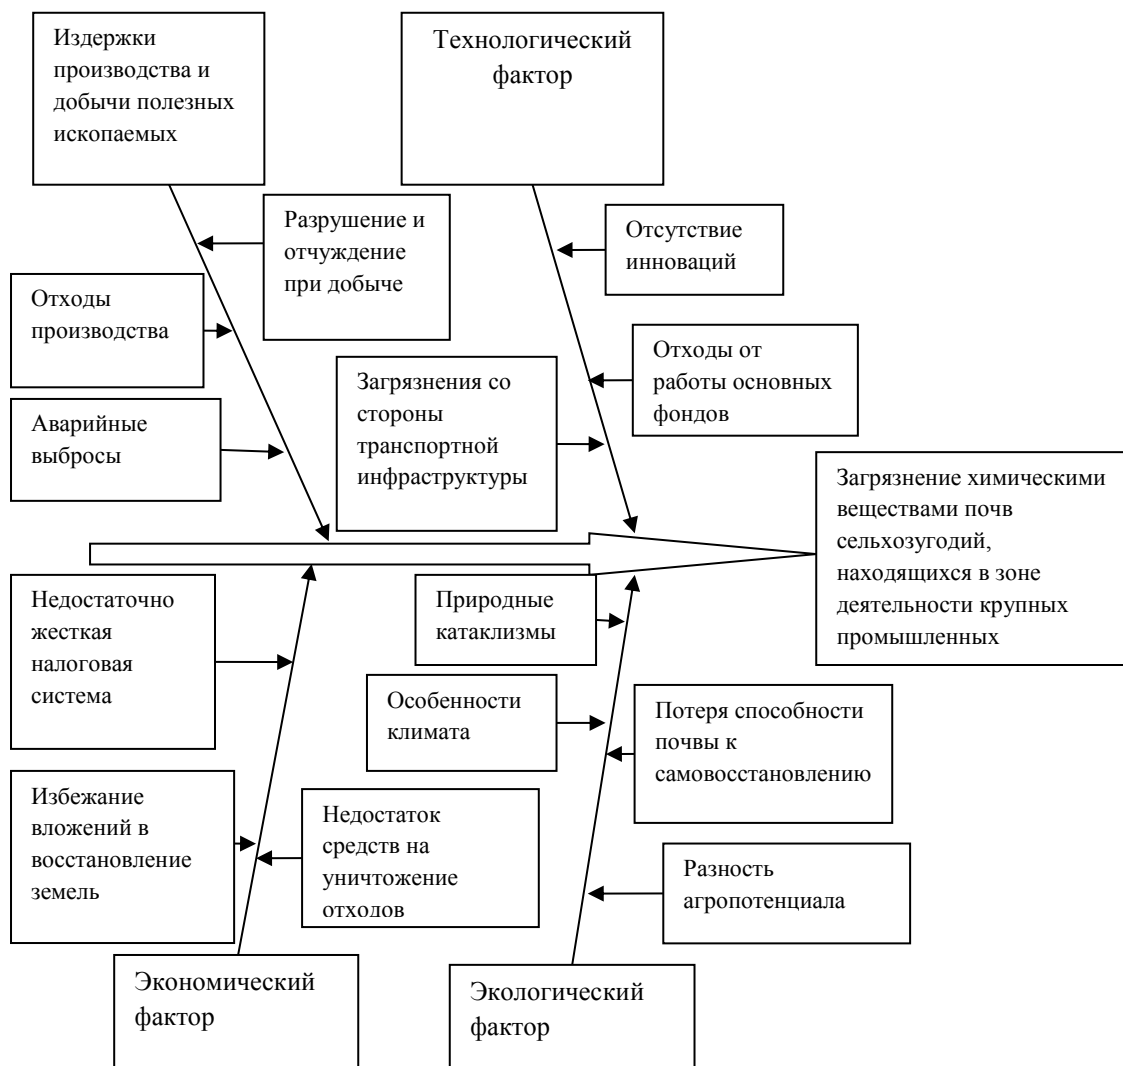 Издержки
производства и
добычи полезных
ископаемых
Технологический
фактор
Разрушение и
отчуждение
при добыче
Отсутствие
инноваций
Отходы
производства
Отходы от
работы основных
фондов
Загрязнения со
стороны
транспортной
инфраструктуры
Аварийные
выбросы
Загрязнение химическими
веществами почв
сельхозугодий,
находящихся в зоне
деятельности крупных
промышленных
Недостаточно
жесткая
налоговая
система
Природные
катаклизмы
Особенности
климата
Потеря способности
почвы к
самовосстановлению
Избежание
вложений в
восстановление
земель
Недостаток
средств на
уничтожение
отходов
Разность
агропотенциала
Экономический
фактор
Экологический
фактор